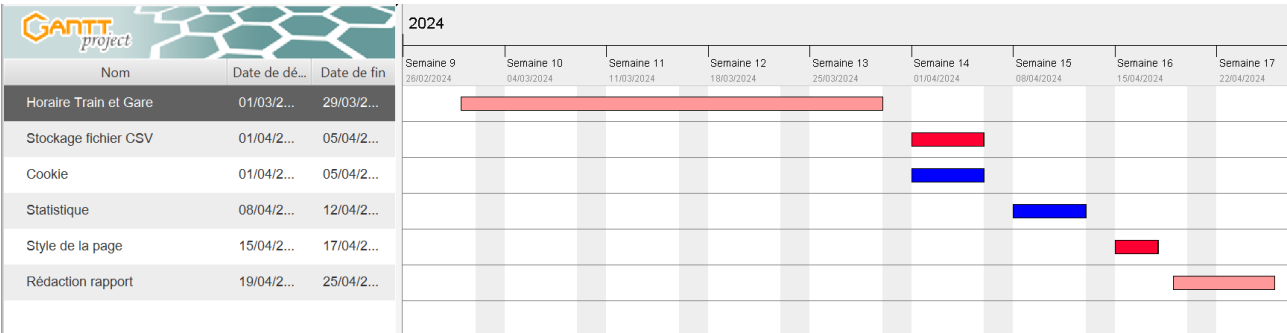 GANTT
project
2024
Semaine 9 Semaine 10 Semaine 11 Semaine 12 Semaine 13 Semaine 14 Semaine 15 Semaine 16 Semaine 17
26/02/2024 04/03/2024 11/03/2024 18/03/2024 25/03/2024 01/04/2024 08/04/2024 15/04/2024 22/04/2024
Nom Date de dé... Date de fin
Horaire Train et Gare 01/03/2... 29/03/2...
Stockage fichier CSV 01/04/2... 05/04/2...
Cookie 01/04/2... 05/04/2...
Statistique 08/04/2... 12/04/2...
Style de la page 15/04/2... 17/04/2...
Rédaction rapport 19/04/2... 25/04/2...